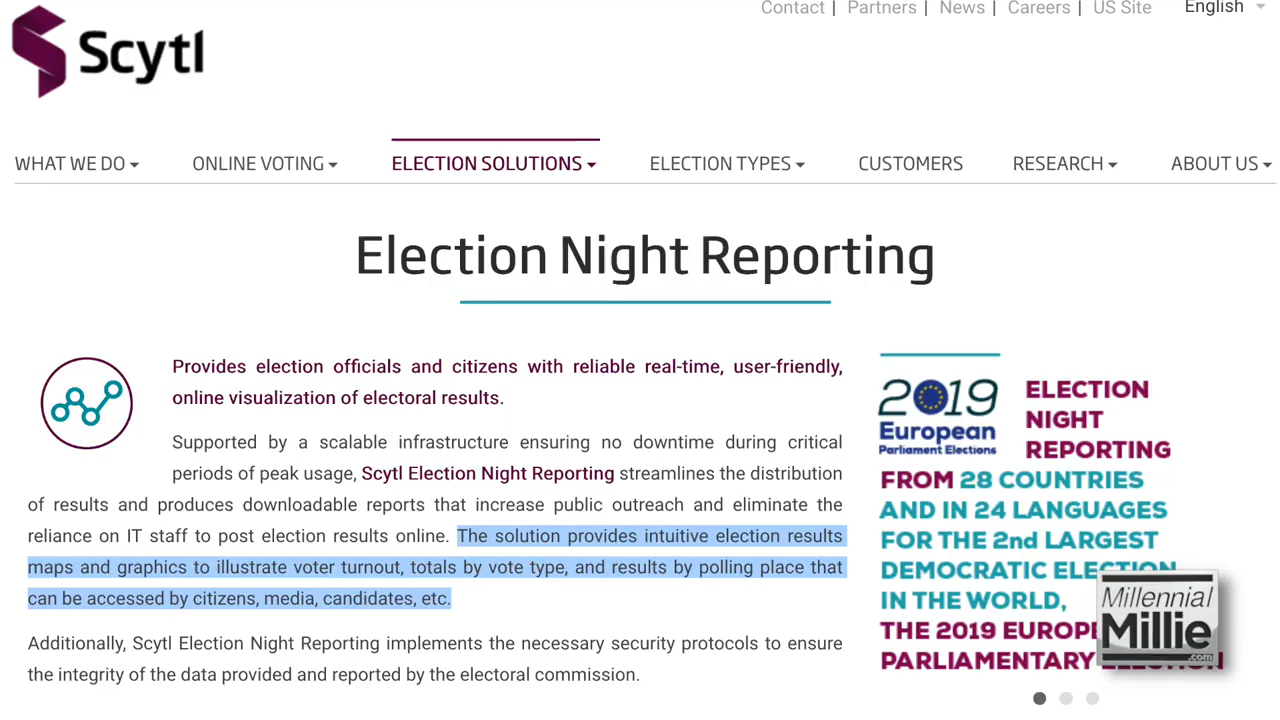 Contact | Partners | News | Careers | US Site English
Scytl
WHAT WE DO ONLINE VOTING ELECTION SOLUTIONS ELECTION TYPES CUSTOMERS RESEARCH ABOUT US
Election Night Reporting
Provides election officials and citizens with reliable real-time, user-friendly,
online visualization of electoral results.
Supported by a scalable infrastructure ensuring no downtime during critical
periods of peak usage, Scytl Election Night Reporting streamlines the distribution
of results and produces downloadable reports that increase public outreach and eliminate the
reliance on IT staff to post election results online. The solution provides intuitive election results
maps and graphics to illustrate voter turnout, totals by vote type, and results by polling place that
can be accessed by citizens, media, candidates, etc.
Additionally, Scytl Election Night Reporting implements the necessary security protocols to ensure
the integrity of the data provided and reported by the electoral commission.
2019
European
Parliament Elections
ELECTION
NIGHT
REPORTING
FROM 28 COUNTRIES
AND IN 24 LANGUAGES
FOR THE 2nd LARGEST
DEMOCRATIC ELECTION
IN THE WORLD,
THE 2019 EUROPE
PARLIAMENTARY ELECTION
Millennial
Millie
.com